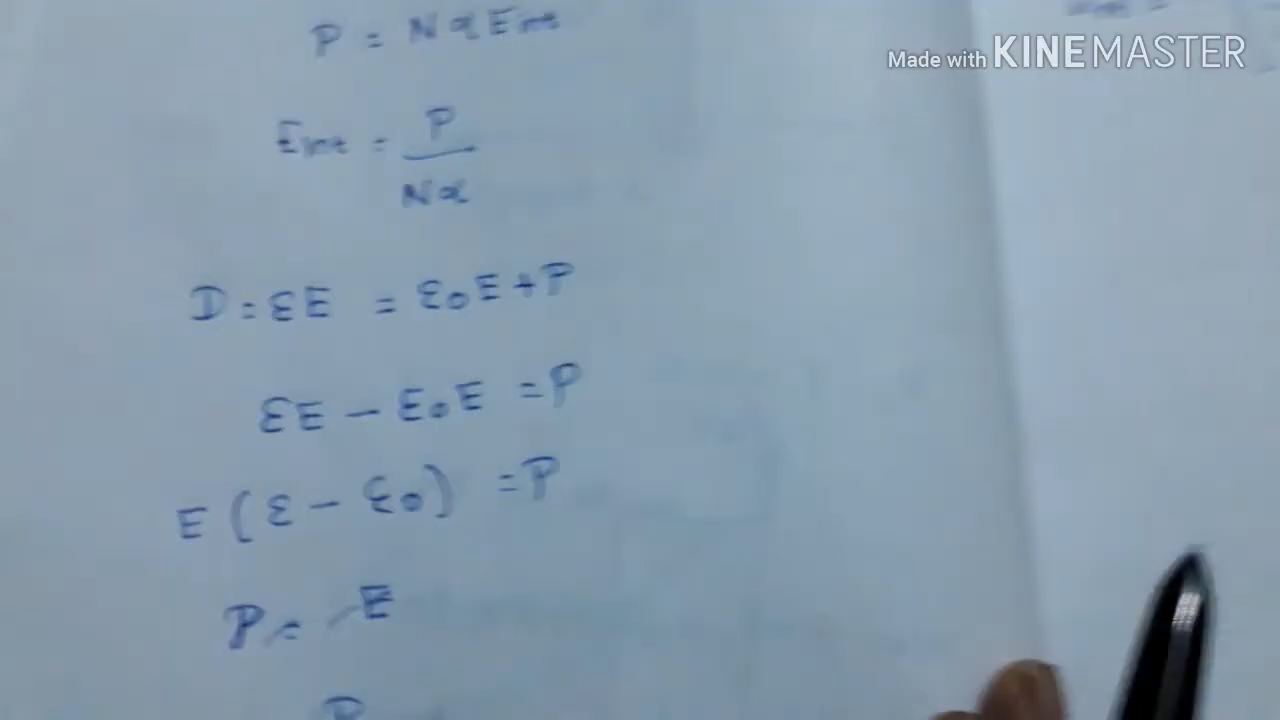 P = NαEint
Made with KINEMASTER
Eint = P
Nα
D = εE = ε0E + P
εE - ε0E = P
E (ε - ε0) = P
P = E
P